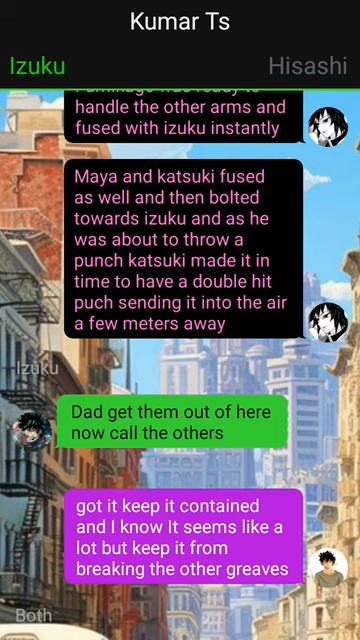 Kumar Ts
Izuku
Hisashi
handle the other arms and
fused with izuku instantly
Maya and katsuki fused
as well and then bolted
towards izuku and as he
was about to throw a
punch katsuki made it in
time to have a double hit
puch sending it into the air
a few meters away
Izuku
Dad get them out of here
now call the others
got it keep it contained
and I know It seems like a
lot but keep it from
breaking the other greaves
Both